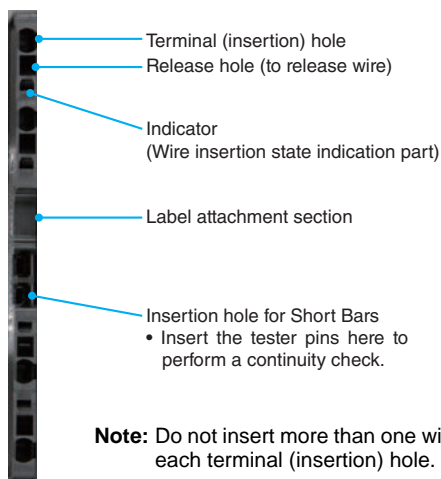 Terminal (insertion) hole
Release hole (to release wire)
Indicator
(Wire insertion state indication part)
Label attachment section
Insertion hole for Short Bars
• Insert the tester pins here to
perform a continuity check.
Note: Do not insert more than one
each terminal (insertion) hole.